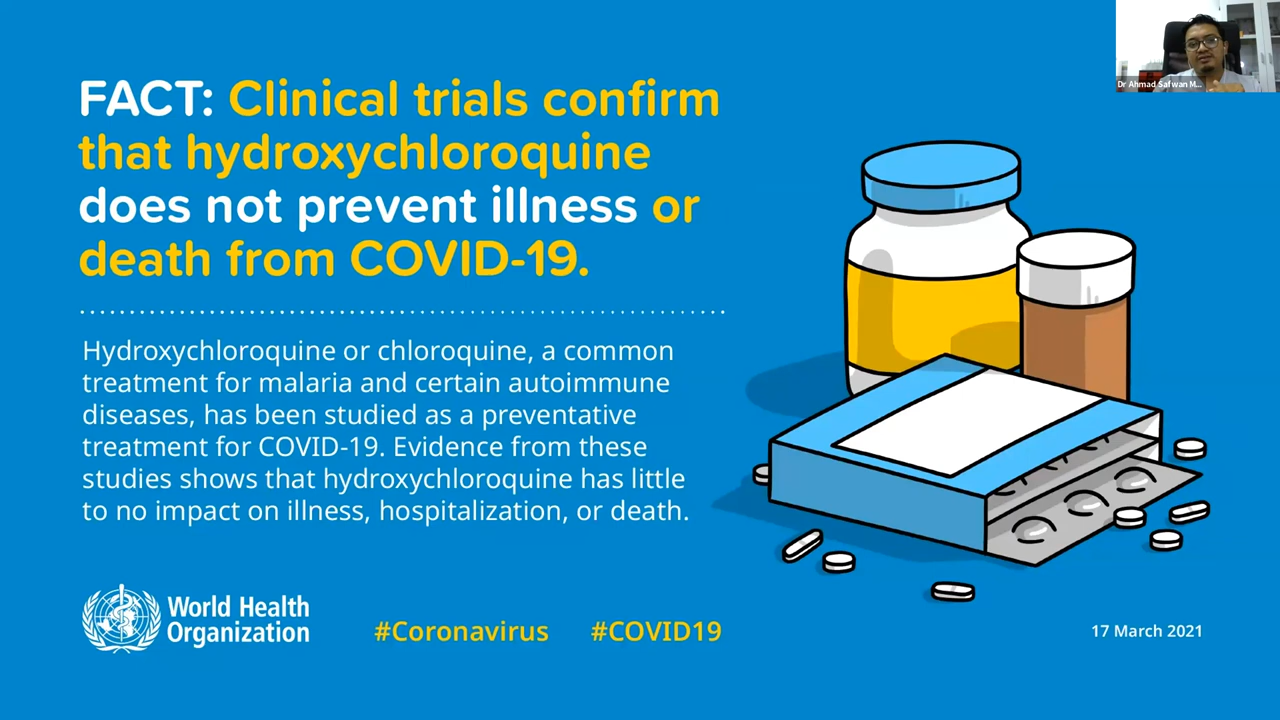 Dr Ahmad Safwan M...
FACT: Clinical trials confirm
that hydroxychloroquine
does not prevent illness or
death from COVID-19.
Hydroxychloroquine or chloroquine, a common
treatment for malaria and certain autoimmune
diseases, has been studied as a preventative
treatment for COVID-19. Evidence from these
studies shows that hydroxychloroquine has little
to no impact on illness, hospitalization, or death.
World Health
Organization
#Coronavirus #COVID19
17 March 2021